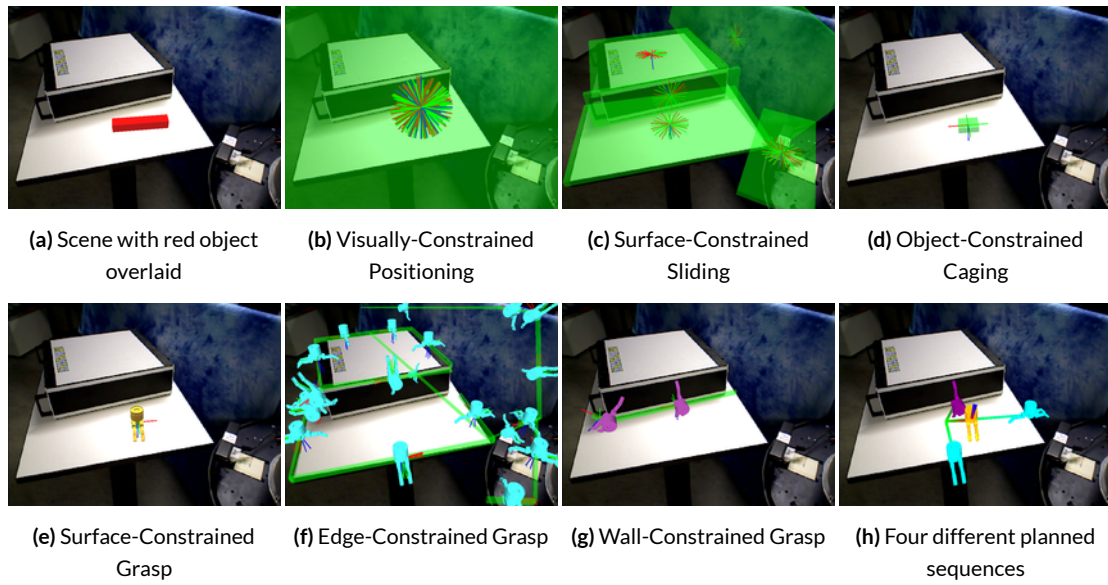 (a) Scene with red object
overlaid
(b) Visually-Constrained
Positioning
(c) Surface-Constrained
Sliding
(d) Object-Constrained
Caging
(e) Surface-Constrained
Grasp
(f) Edge-Constrained Grasp
(g) Wall-Constrained Grasp
(h) Four different planned
sequences